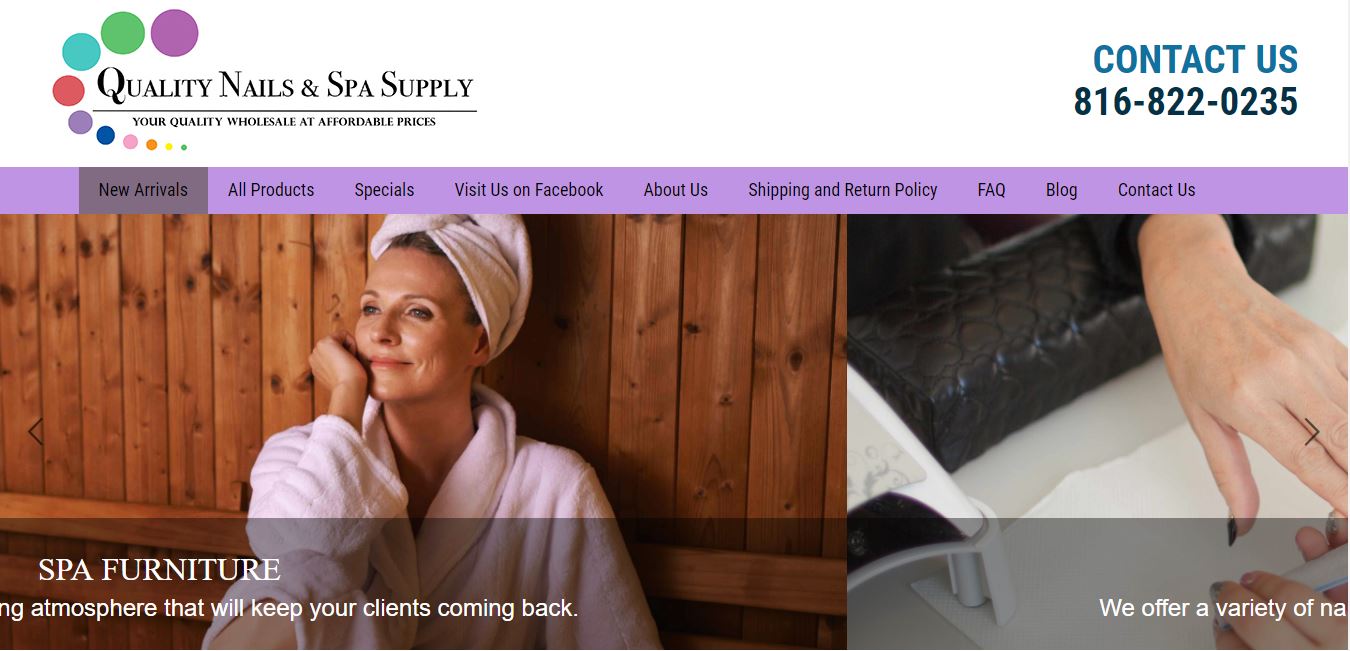 QUALITY NAILS & SPA SUPPLY
YOUR QUALITY WHOLESALE AT AFFORDABLE PRICES
CONTACT US
816-822-0235
New Arrivals All Products Specials Visit Us on Facebook About Us Shipping and Return Policy FAQ Blog Contact Us
SPA FURNITURE
atmosphere that will keep your clients coming back.
We offer a variety of